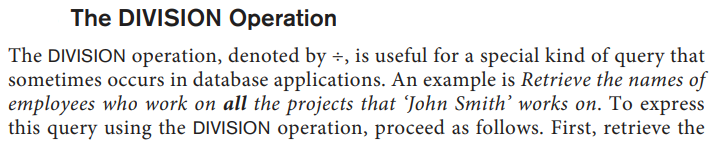 The DIVISION Operation
The DIVISION operation, denoted by ÷, is useful for a special kind of query that
sometimes occurs in database applications. An example is Retrieve the names of
employees who work on all the projects that ‘John Smith’ works on. To express
this query using the DIVISION operation, proceed as follows. First, retrieve the